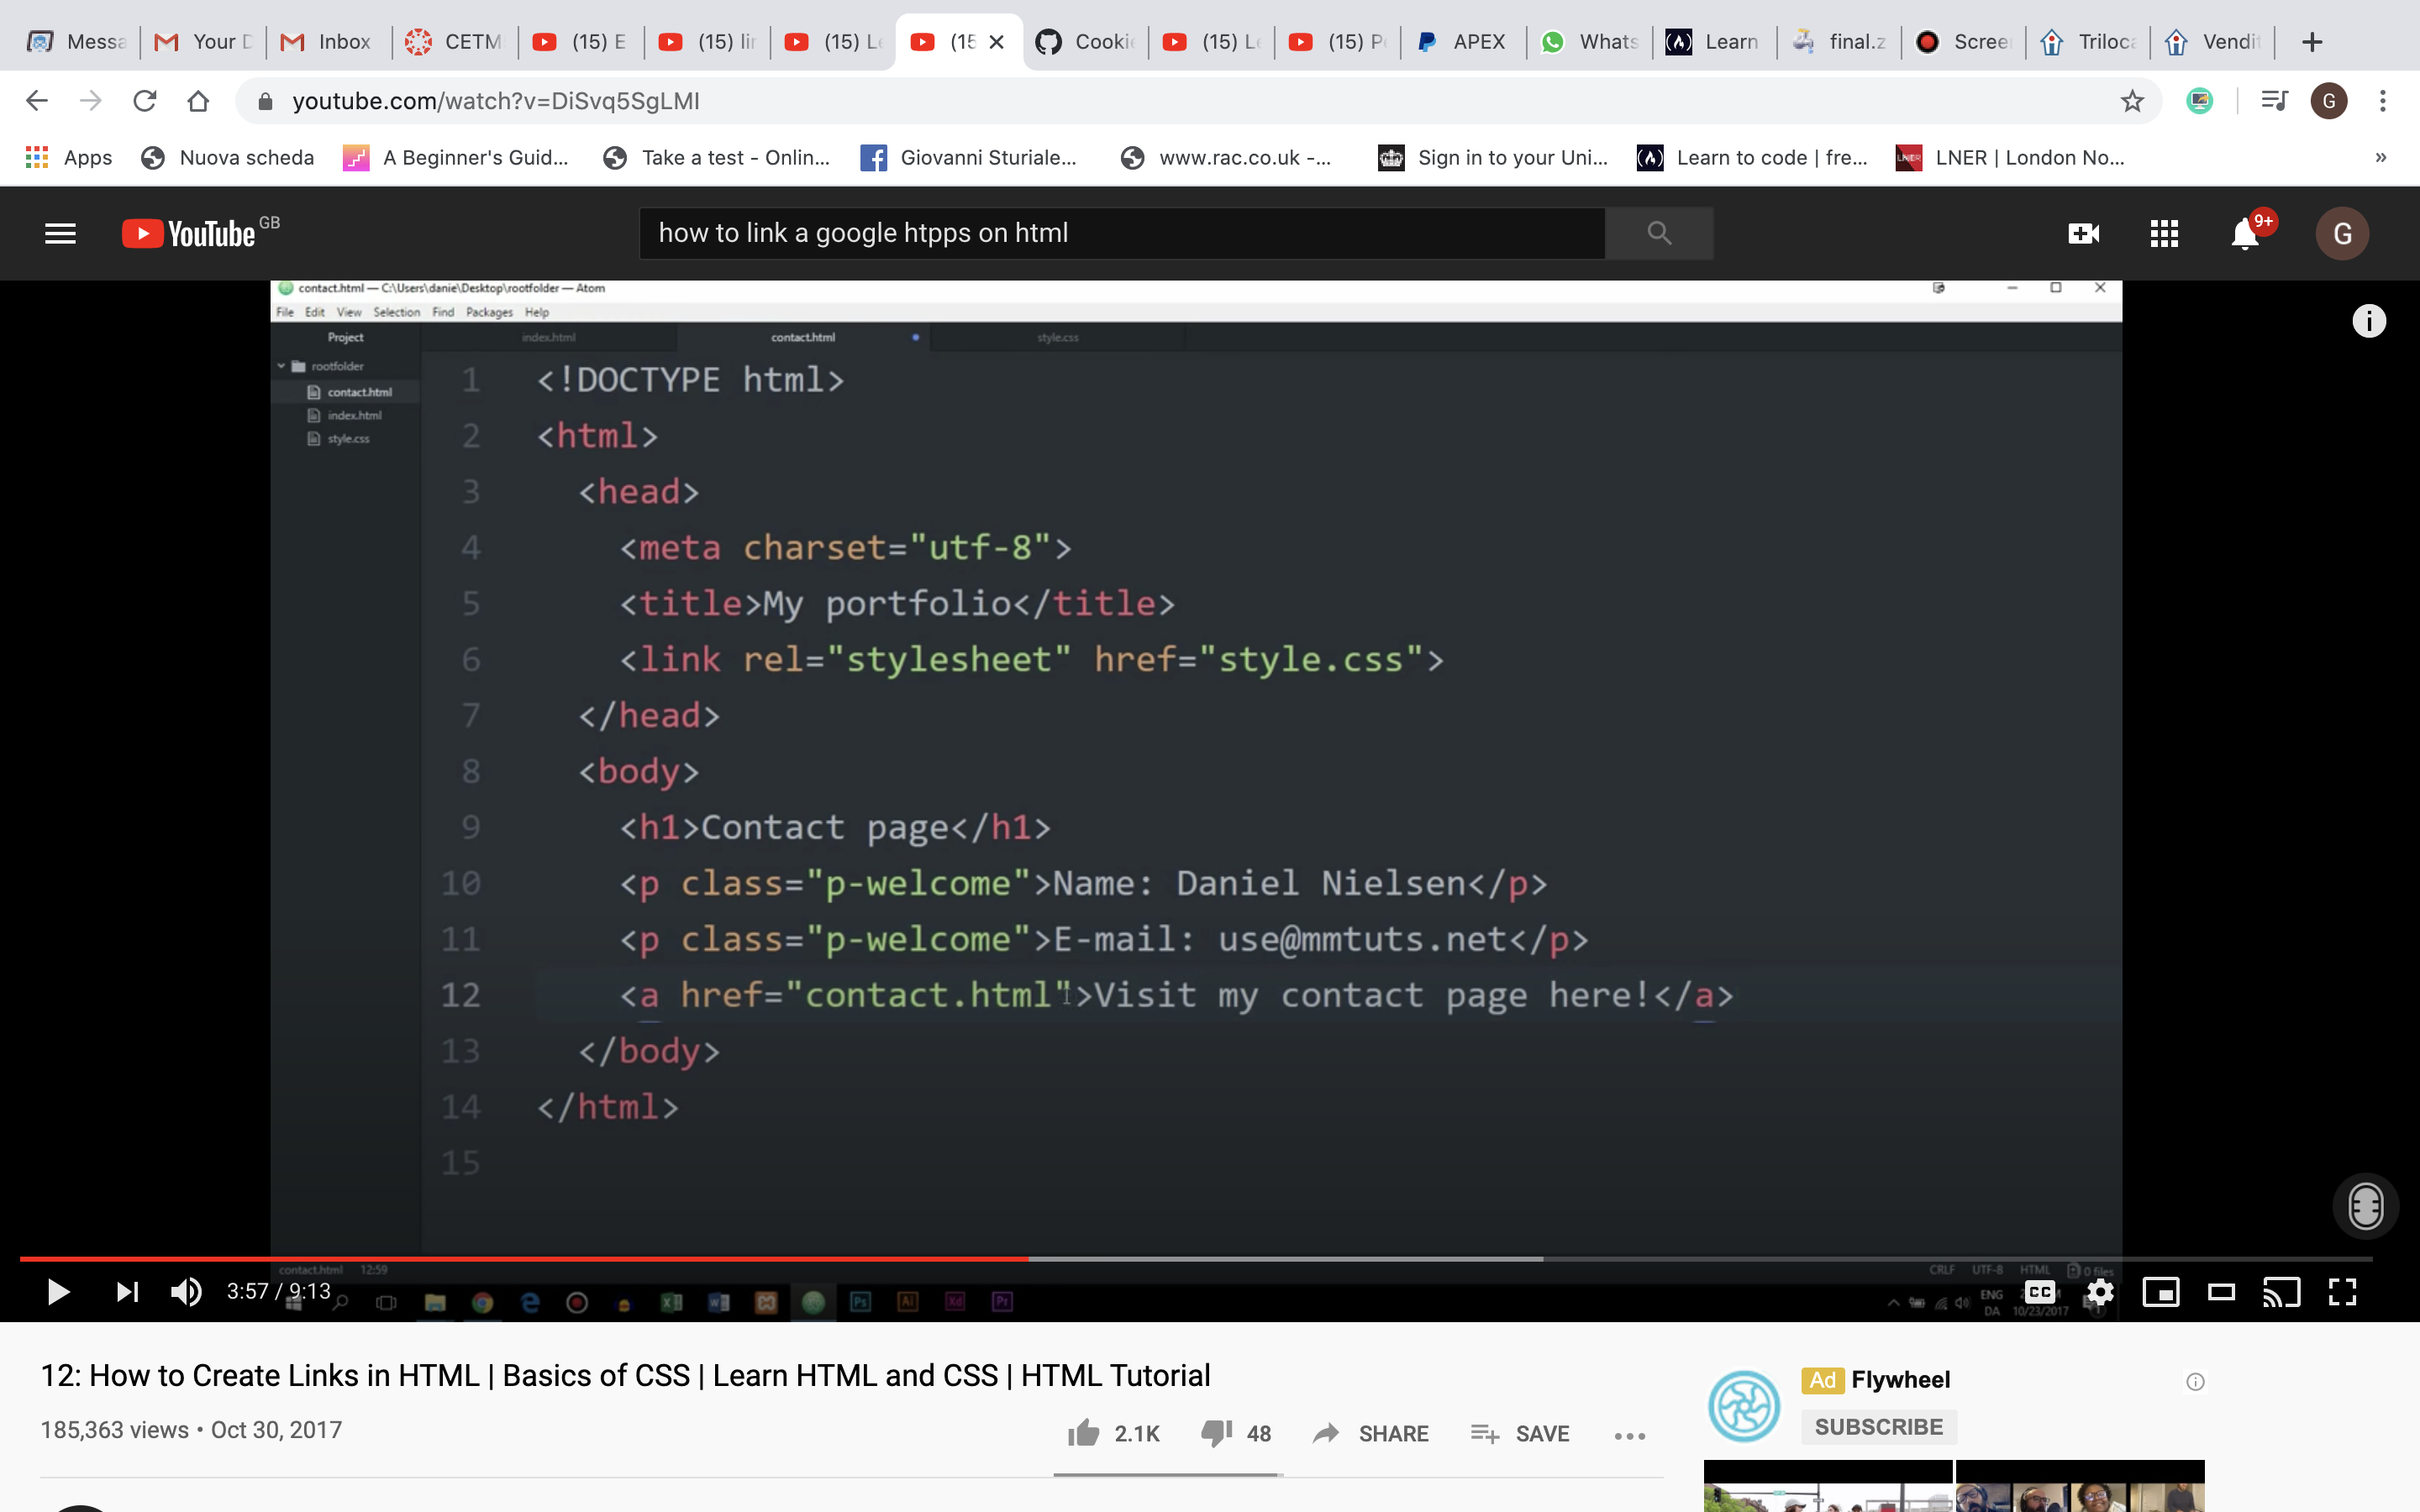 Messa
Your D
Inbox
CETM
(15) E
(15) lin
(15) Le
(15
Cooki
(15) Le
(15) P
APEX
Whats
Learn
final.z
Scree
Triloca
Vendit
youtube.com/watch?v=DiSvq5SgLMI
G
Apps
Nuova scheda
A Beginner's Guid...
Take a test - Onlin...
Giovanni Sturiale...
www.rac.co.uk -...
Sign in to your Uni...
Learn to code | fre...
LNER | London No...
»
YouTube GB
how to link a google htpps on html
9+
G
contact.html — C:\Users\danie\Desktop\rootfolder — Atom
File Edit View Selection Find Packages Help
Project
index.html
contact.html
style.css
rootfolder
contact.html
index.html
style.css
1 <!DOCTYPE html>
2 <html>
3 <head>
4 <meta charset="utf-8">
5 <title>My portfolio</title>
6 <link rel="stylesheet" href="style.css">
7 </head>
8 <body>
9 <h1>Contact page</h1>
10 <p class="p-welcome">Name: Daniel Nielsen</p>
11 <p class="p-welcome">E-mail: use@mmtuts.net</p>
12 <a href="contact.html">Visit my contact page here!</a>
13 </body>
14 </html>
15
contact.html 12:59
CRLF UTF-8 HTML 0 files
3:57 / 9:13
Ps
Ai
Xd
Pr
CC
ENG
DA
10/23/2017
12: How to Create Links in HTML | Basics of CSS | Learn HTML and CSS | HTML Tutorial
185,363 views • Oct 30, 2017
2.1K
48
SHARE
SAVE
Ad Flywheel
SUBSCRIBE